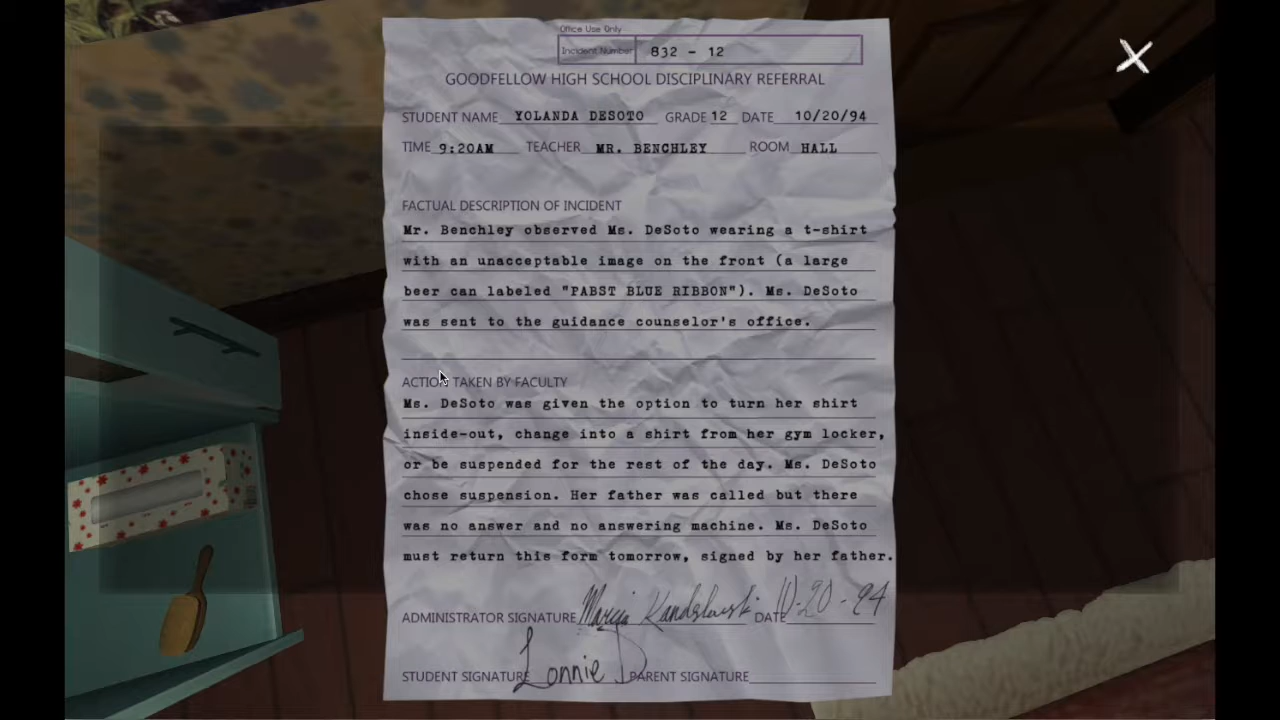 Office Use Only
Incident Number 832 - 12
GOODFELLOW HIGH SCHOOL DISCIPLINARY REFERRAL
STUDENT NAME YOLANDA DESOTO GRADE 12 DATE 10/20/94
TIME 9:20AM TEACHER MR. BENCHLEY ROOM HALL
FACTUAL DESCRIPTION OF INCIDENT
Mr. Benchley observed Ms. DeSoto wearing a t-shirt
with an unacceptable image on the front (a large
beer can labeled "PABST BLUE RIBBON"). Ms. DeSoto
was sent to the guidance counselor's office.
ACTION TAKEN BY FACULTY
Ms. DeSoto was given the option to turn her shirt
inside-out, change into a shirt from her gym locker,
or be suspended for the rest of the day. Ms. DeSoto
chose suspension. Her father was called but there
was no answer and no answering machine. Ms. DeSoto
must return this form tomorrow, signed by her father.
ADMINISTRATOR SIGNATURE Marcia DATE 10-20-94
STUDENT SIGNATURE Lonnie D PARENT SIGNATURE